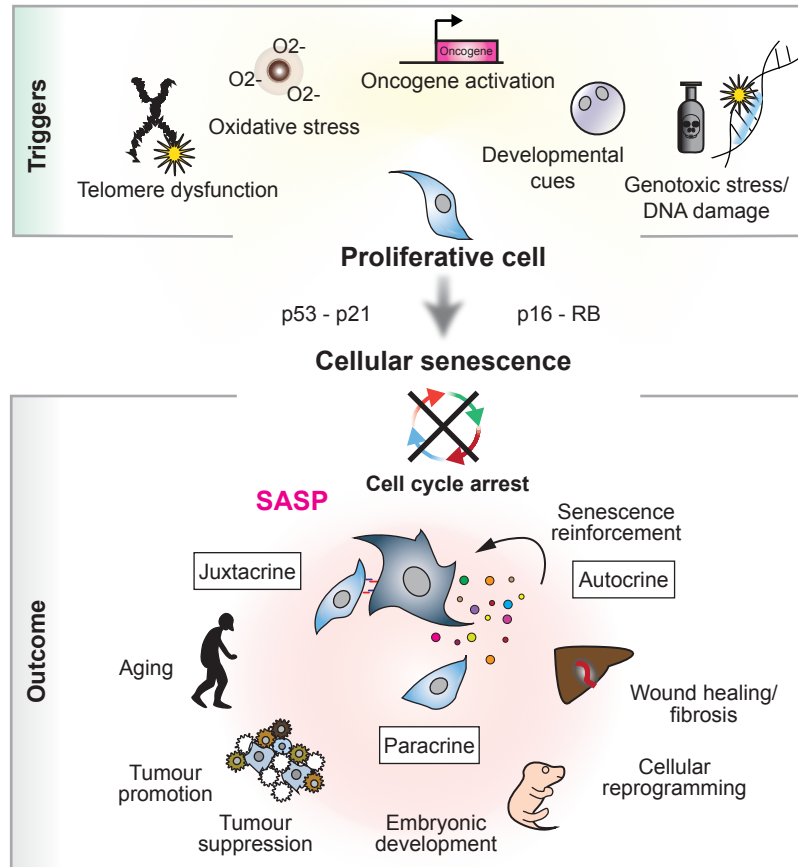 Triggers
O2-
O2-
O2-
Oxidative stress
Oncogene
Oncogene activation
Telomere dysfunction
Developmental
cues
Genotoxic stress/
DNA damage
Proliferative cell
p53 - p21
p16 - RB
Cellular senescence
Outcome
Cell cycle arrest
SASP
Senescence
reinforcement
Juxtacrine
Autocrine
Aging
Wound healing/
fibrosis
Paracrine
Tumour
promotion
Tumour
suppression
Embryonic
development
Cellular
reprogramming